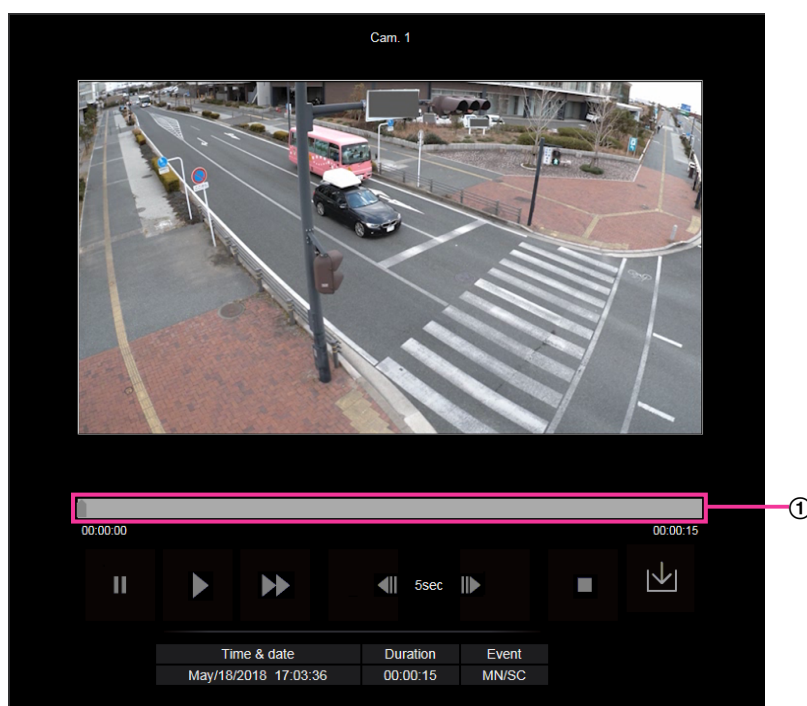 Cam. 1
①
00:00:00 00:00:15
5sec
Time & date Duration Event
May/18/2018 17:03:36 00:00:15 MN/SC